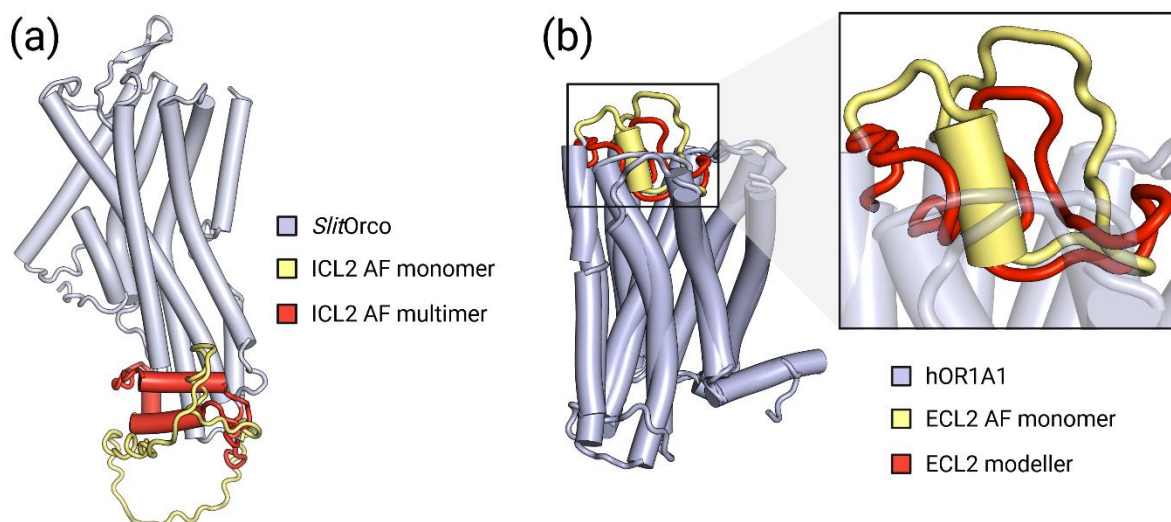 (a)
SlitOrco
ICL2 AF monomer
ICL2 AF multimer
(b)
hOR1A1
ECL2 AF monomer
ECL2 modeller